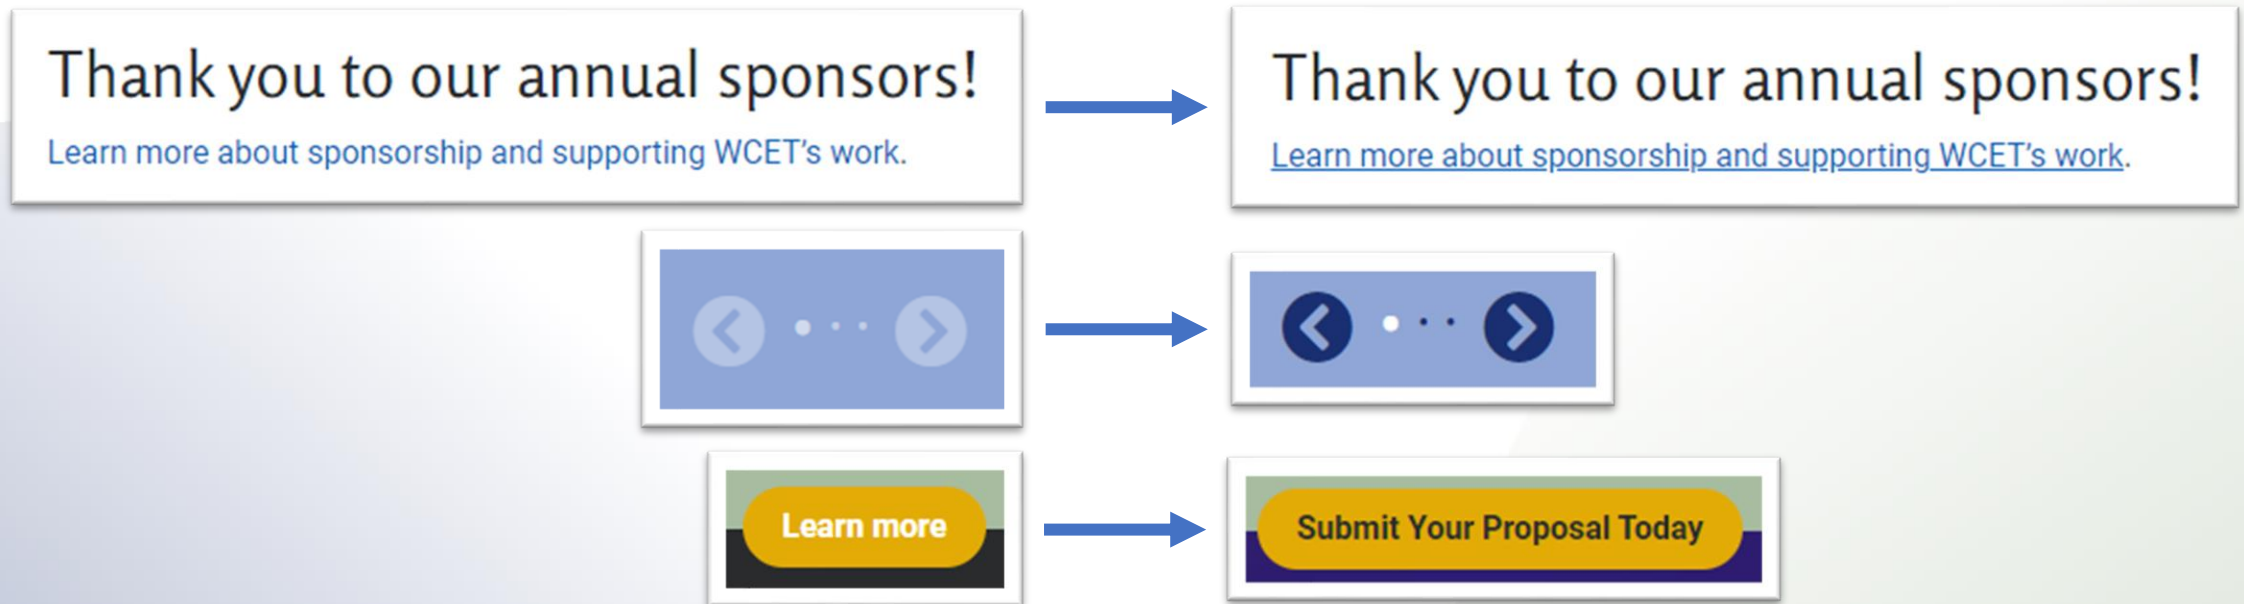 Thank you to our annual sponsors!
Learn more about sponsorship and supporting WCET's work.
Thank you to our annual sponsors!
Learn more about sponsorship and supporting WCET's work.
Learn more
Submit Your Proposal Today